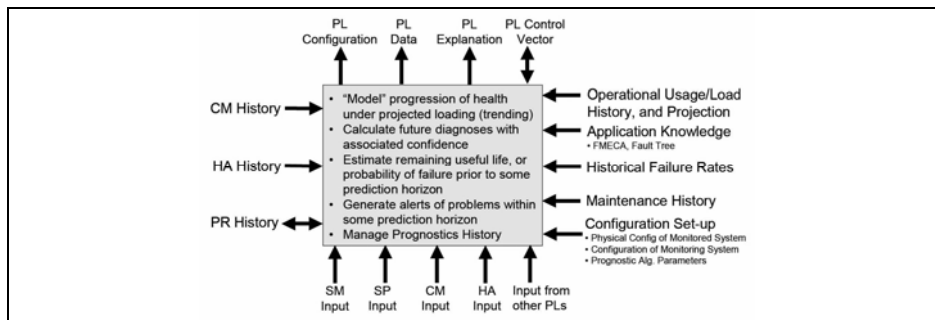 PL
Configuration
PL
Data
PL
Explanation
PL Control
Vector
CM History
HA History
PR History
• “Model” progression of health
under projected loading (trending)
• Calculate future diagnoses with
associated confidence
• Estimate remaining useful life, or
probability of failure prior to some
prediction horizon
• Generate alerts of problems within
some prediction horizon
• Manage Prognostics History
Operational Usage/Load
History, and Projection
Application Knowledge
• FMECA, Fault Tree
Historical Failure Rates
Maintenance History
Configuration Set-up
• Physical Config of Monitored System
• Configuration of Monitoring System
• Prognostic Alg. Parameters
SM
Input
SP
Input
CM
Input
HA
Input
Input from
other PLs